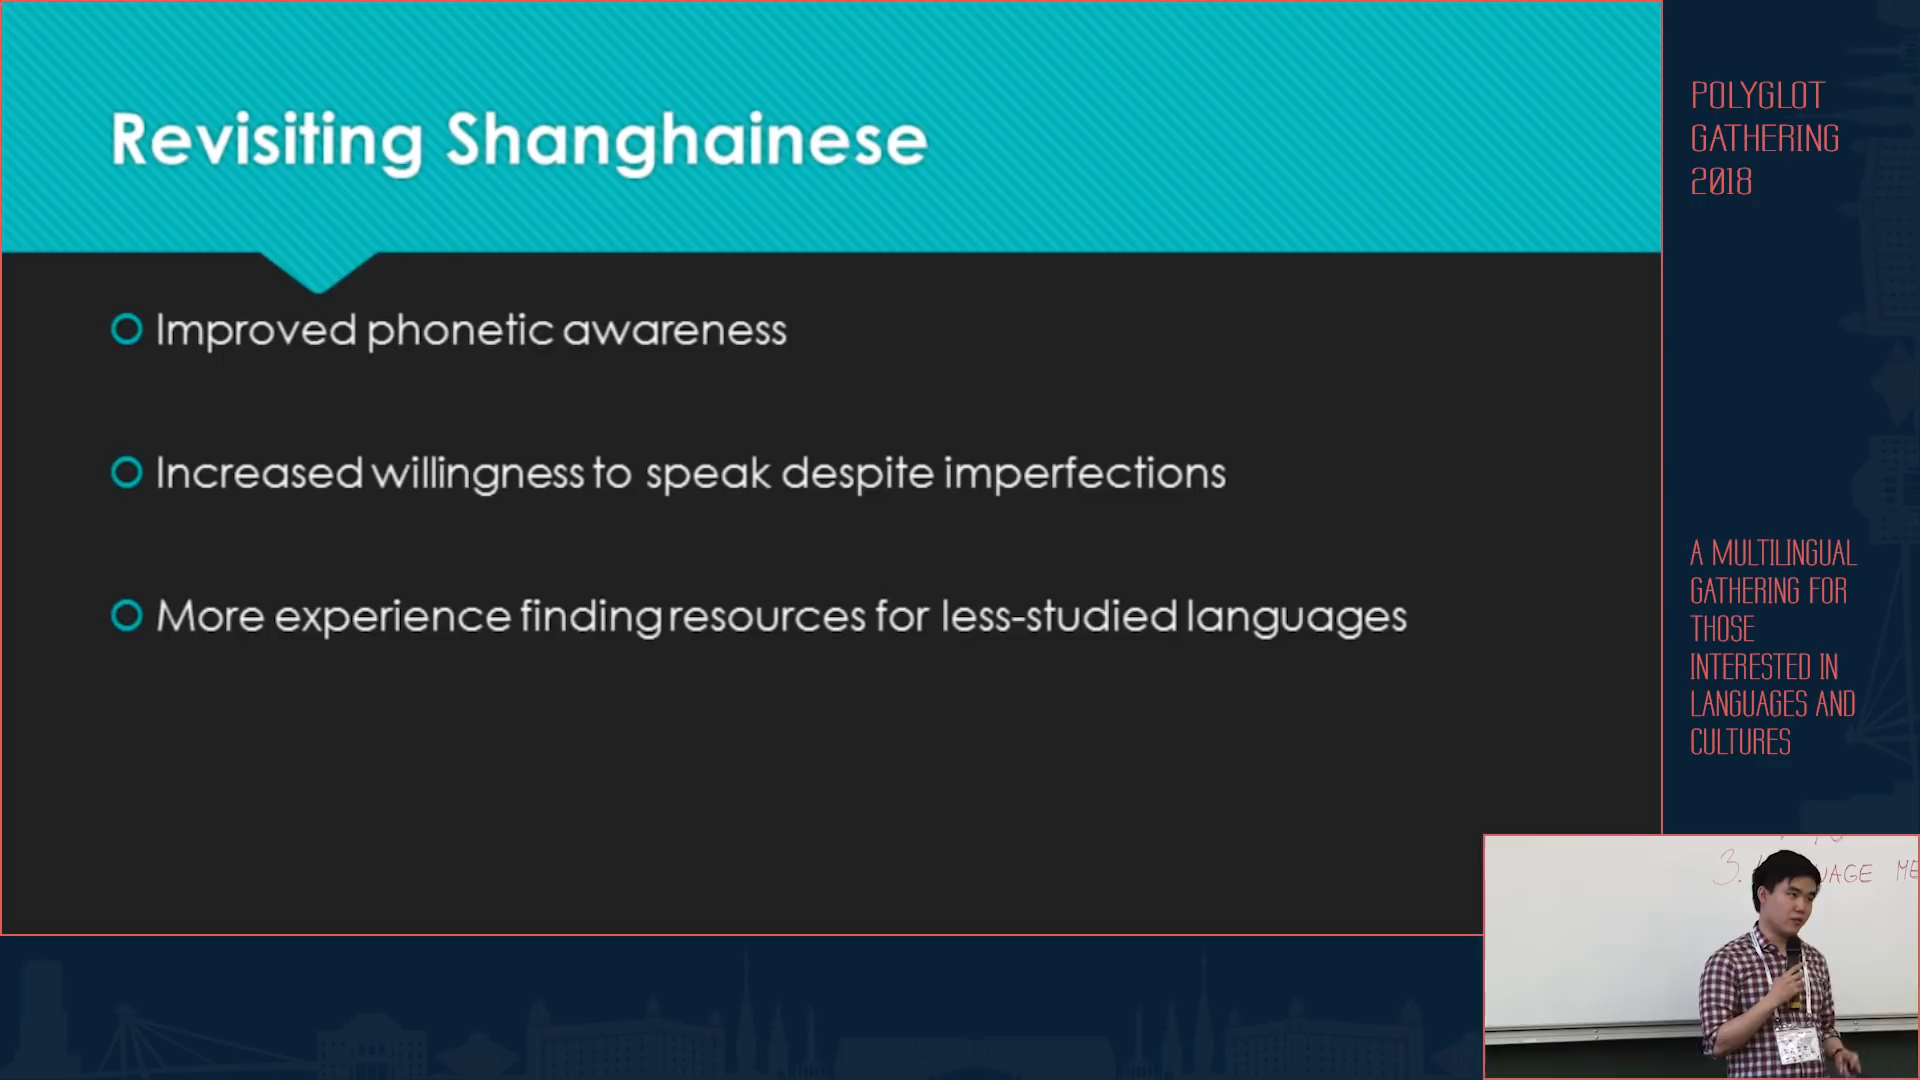 Revisiting Shanghainese
Improved phonetic awareness
Increased willingness to speak despite imperfections
More experience finding resources for less-studied languages
POLYGLOT
GATHERING
2018
A MULTILINGUAL
GATHERING FOR
THOSE
INTERESTED IN
LANGUAGES AND
CULTURES
3.